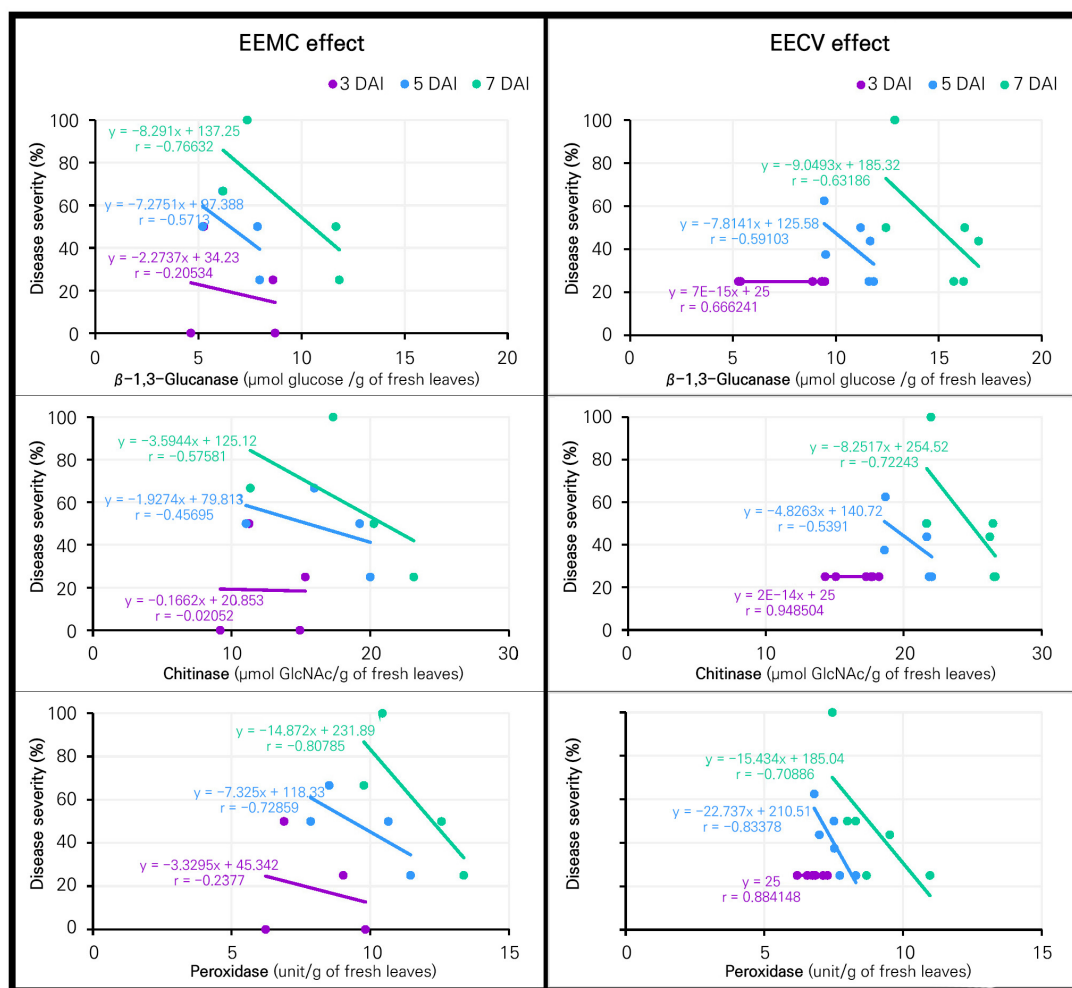 EEMC effect
3 DAI 5 DAI 7 DAI
Disease severity (%)
100
80
60
40
20
0
y = −8.291x + 137.25
r = −0.76632
y = −7.2751x + 97.388
r = −0.5713
y = −2.2737x + 34.23
r = −0.20534
0 5 10 15 20
β−1,3−Glucanase (μmol glucose /g of fresh leaves)
EECV effect
3 DAI 5 DAI 7 DAI
Disease severity (%)
100
80
60
40
20
0
y = −9.0493x + 185.32
r = −0.63186
y = −7.8141x + 125.58
r = −0.59103
y = 7E−15x + 25
r = 0.666241
0 5 10 15 20
β−1,3−Glucanase (μmol glucose /g of fresh leaves)
Disease severity (%)
100
80
60
40
20
0
y = −3.5944x + 125.12
r = −0.57581
y = −1.9274x + 79.813
r = −0.45695
y = −0.1662x + 20.853
r = −0.02052
0 10 20 30
Chitinase (μmol GlcNAc/g of fresh leaves)
Disease severity (%)
100
80
60
40
20
0
y = −8.2517x + 254.52
r = −0.72243
y = −4.8263x + 140.72
r = −0.5391
y = 2E−14x + 25
r = 0.948504
0 10 20 30
Chitinase (μmol GlcNAc/g of fresh leaves)
Disease severity (%)
100
80
60
40
20
0
y = −14.872x + 231.89
r = −0.80785
y = −7.325x + 118.33
r = −0.72859
y = −3.3295x + 45.342
r = −0.2377
0 5 10 15
Peroxidase (unit/g of fresh leaves)
Disease severity (%)
100
80
60
40
20
0
y = −15.434x + 185.04
r = −0.70886
y = −22.737x + 210.51
r = −0.83378
y = 25
r = 0.884148
0 5 10 15
Peroxidase (unit/g of fresh leaves)